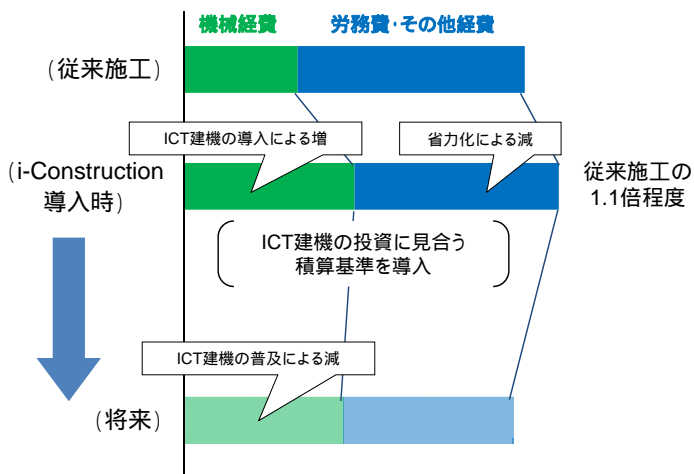 機械経費 労務費･その他経費
(従来施工)
ICT建機の導入による増
省力化による減
(i-Construction
導入時)
従来施工の
1.1倍程度
ICT建機の投資に見合う
積算基準を導入
ICT建機の普及による減
(将来)